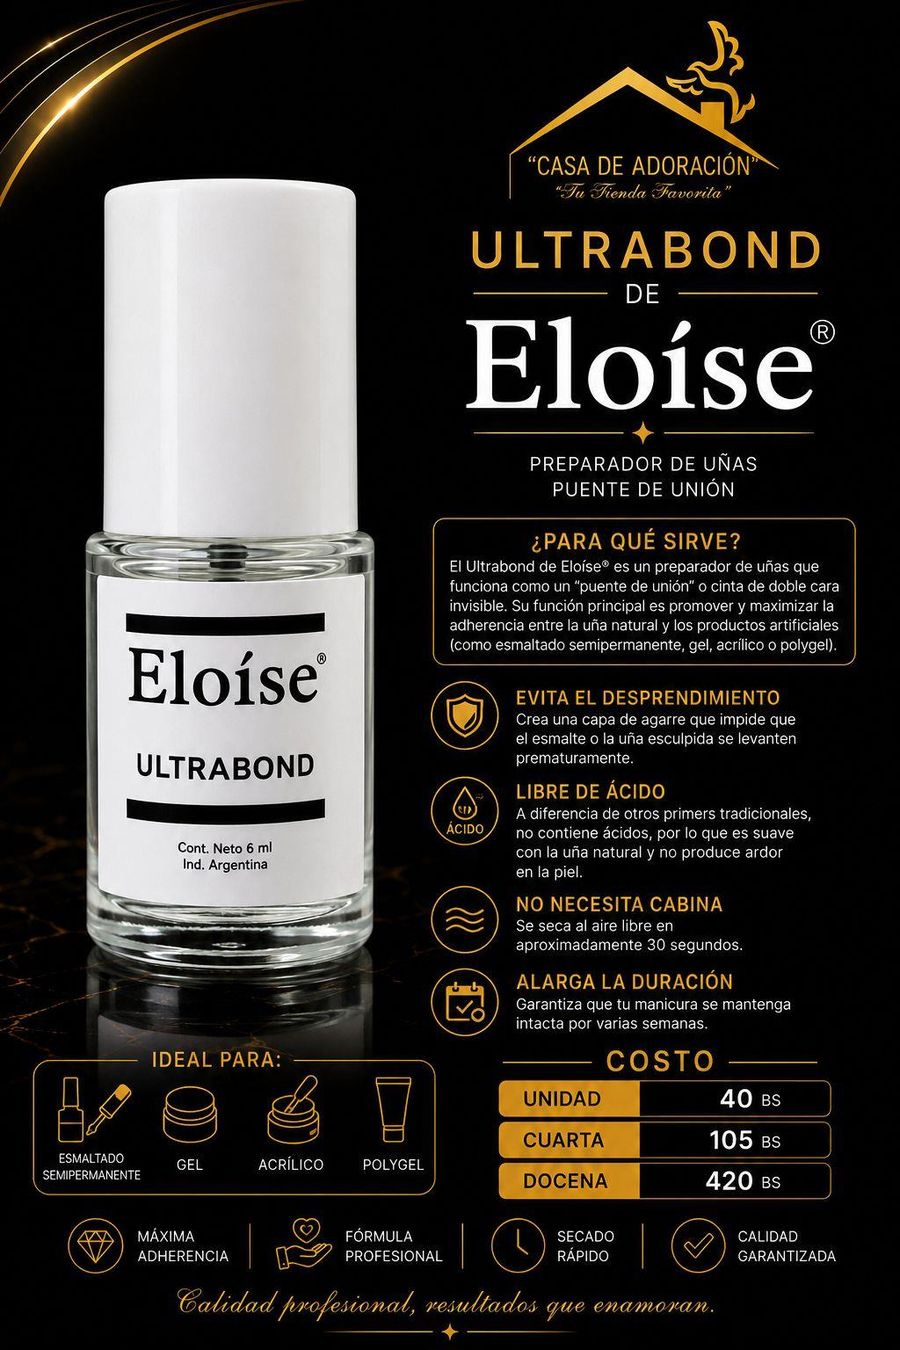 “CASA DE ADORACIÓN”
“Tu Tienda Favorita”
ULTRABOND
DE
Eloíse®
PREPARADOR DE UÑAS
PUENTE DE UNIÓN
¿PARA QUÉ SIRVE?
El Ultrabond de Eloíse® es un preparador de uñas que
funciona como un “puente de unión” o cinta de doble cara
invisible. Su función principal es promover y maximizar la
adherencia entre la uña natural y los productos artificiales
(como esmaltado semipermanente, gel, acrílico o polygel).
Eloíse®
ULTRABOND
Cont. Neto 6 ml
Ind. Argentina
EVITA EL DESPRENDIMIENTO
Crea una capa de agarre que impide que
el esmalte o la uña esculpida se levanten
prematuramente.
ÁCIDO
LIBRE DE ÁCIDO
A diferencia de otros primers tradicionales,
no contiene ácidos, por lo que es suave
con la uña natural y no produce ardor
en la piel.
NO NECESITA CABINA
Se seca al aire libre en
aproximadamente 30 segundos.
ALARGA LA DURACIÓN
Garantiza que tu manicura se mantenga
intacta por varias semanas.
IDEAL PARA:
ESMALTADO
SEMIPERMANENTE
GEL
ACRÍLICO
POLYGEL
COSTO
UNIDAD 40 BS
CUARTA 105 BS
DOCENA 420 BS
MÁXIMA
ADHERENCIA
FÓRMULA
PROFESIONAL
SECADO
RÁPIDO
CALIDAD
GARANTIZADA
Calidad profesional, resultados que enamoran.